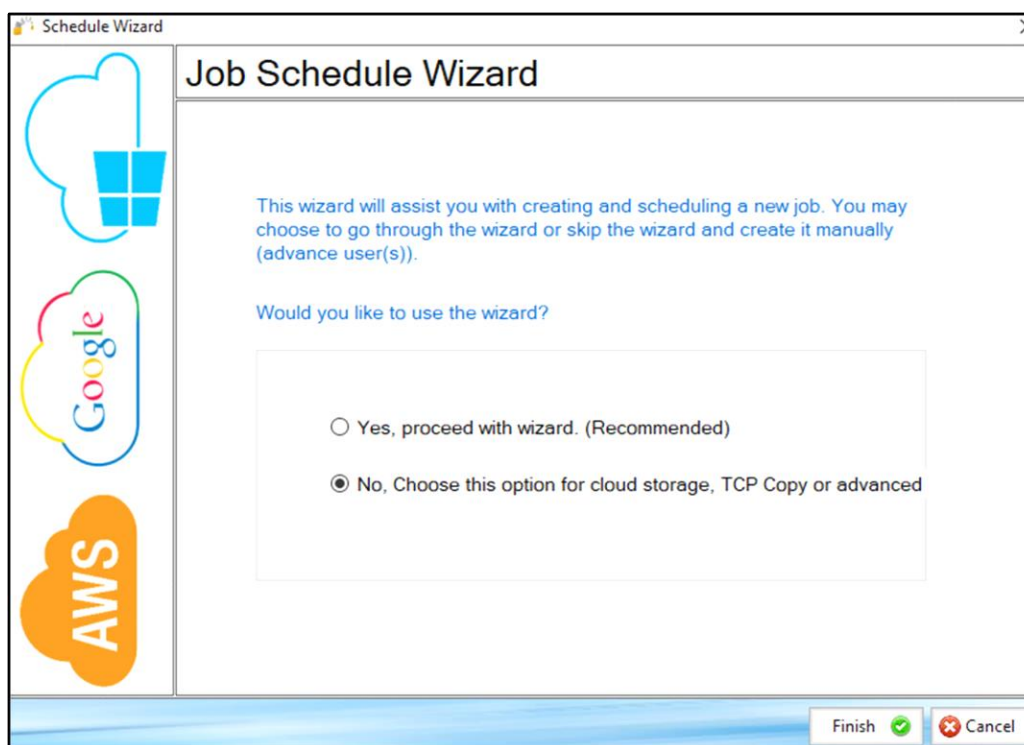 Schedule Wizard
Job Schedule Wizard
This wizard will assist you with creating and scheduling a new job. You may
choose to go through the wizard or skip the wizard and create it manually
(advance user(s)).
Would you like to use the wizard?
Yes, proceed with wizard. (Recommended)
No, Choose this option for cloud storage, TCP Copy or advanced
Google
AWS
Finish
Cancel